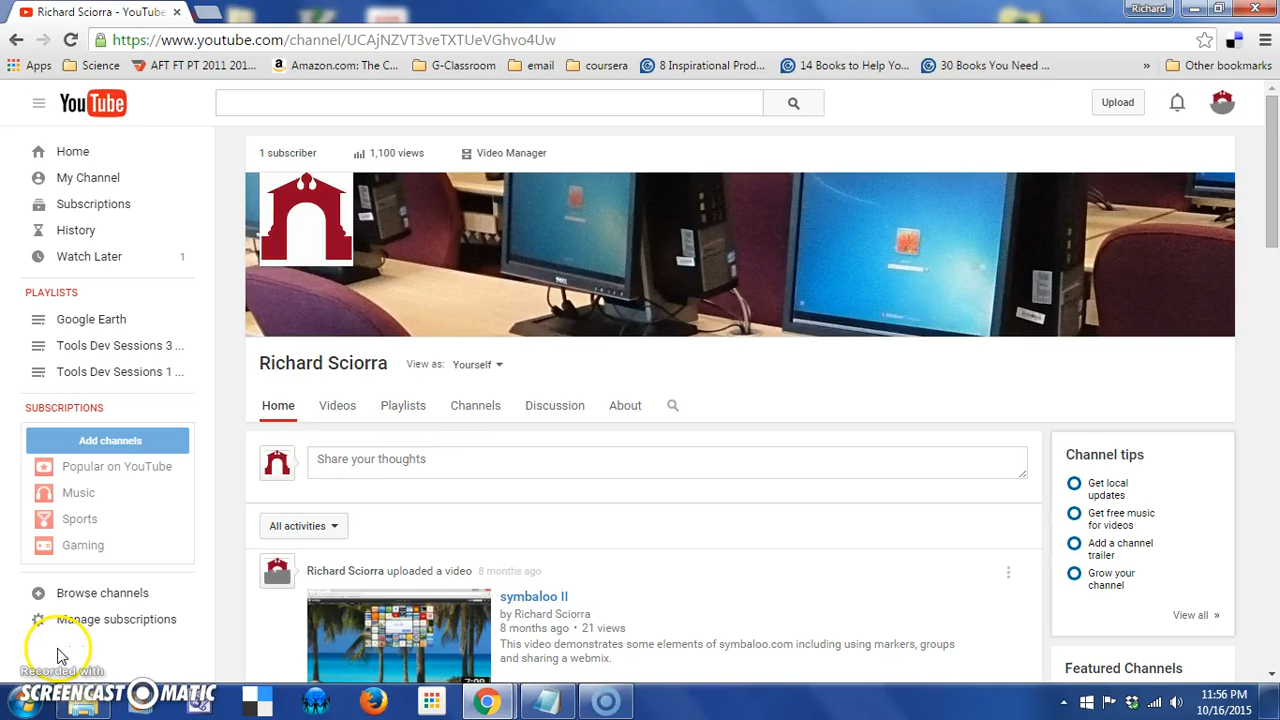 Richard Sciorra - YouTube
Richard
https://www.youtube.com/channel/UCAjNZVT3veTXTUeVGhvo4Uw
Apps
Science
AFT FT PT 2011 201...
Amazon.com: The C...
G-Classroom
email
coursera
8 Inspirational Prod...
14 Books to Help Yo...
30 Books You Need ...
»
Other bookmarks
YouTube
Upload
Home
My Channel
Subscriptions
History
Watch Later 1
PLAYLISTS
Google Earth
Tools Dev Sessions 3 ...
Tools Dev Sessions 1 ...
SUBSCRIPTIONS
Add channels
Popular on YouTube
Music
Sports
Gaming
Browse channels
Manage subscriptions
1 subscriber
1,100 views
Video Manager
Richard Sciorra
View as: Yourself
Home
Videos
Playlists
Channels
Discussion
About
Share your thoughts
All activities
Richard Sciorra uploaded a video 8 months ago
symbaloo II
by Richard Sciorra
8 months ago • 21 views
This video demonstrates some elements of symbaloo.com including using markers, groups
and sharing a webmix.
Channel tips
Get local
updates
Get free music
for videos
Add a channel
trailer
Grow your
channel
View all »
Featured Channels
Recorded with
SCREENCAST MATIC
11:56 PM
10/16/2015